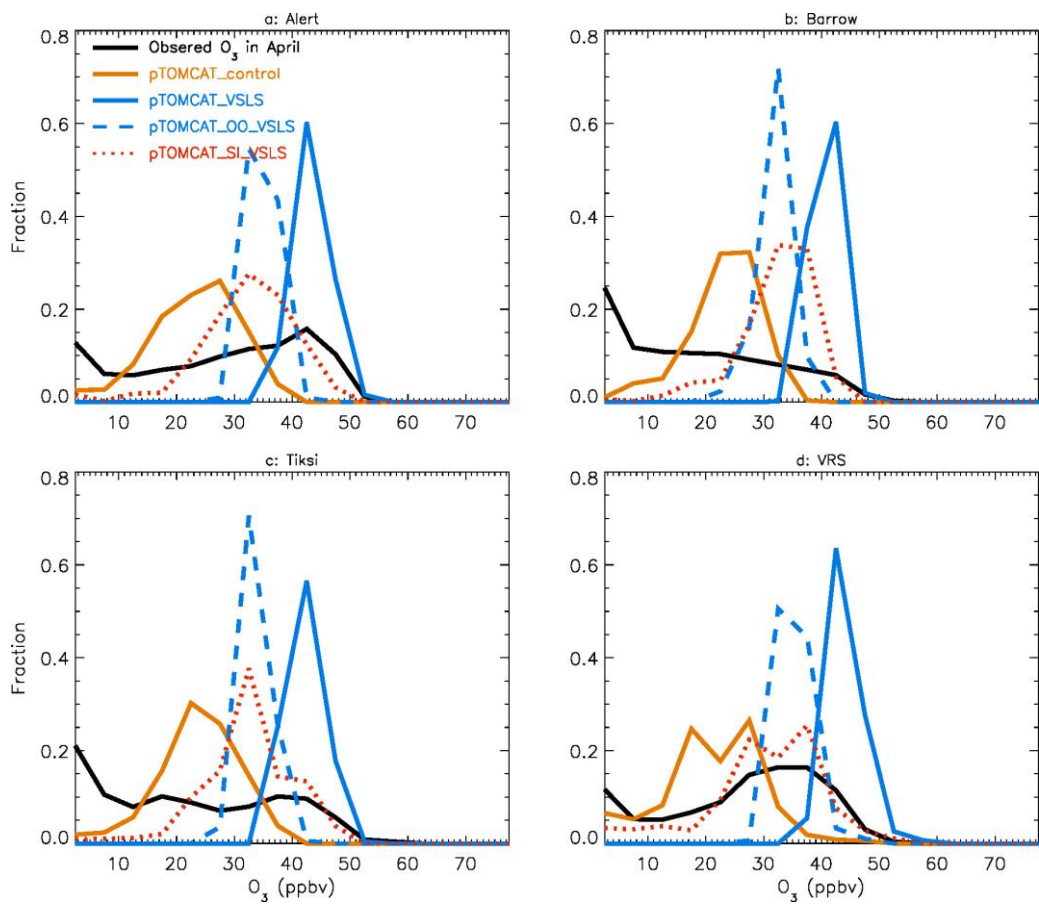 a: Alert
b: Barrow
0.8
0.6
0.4
0.2
0.0
Fraction
Obsered O3 in April
pTOMCAT_control
pTOMCAT_VSLS
pTOMCAT_OO_VSLS
pTOMCAT_SI_VSLS
10 20 30 40 50 60 70
0.8
0.6
0.4
0.2
0.0
10 20 30 40 50 60 70
c: Tiksi
d: VRS
0.8
0.6
0.4
0.2
0.0
Fraction
10 20 30 40 50 60 70
O3 (ppbv)
0.8
0.6
0.4
0.2
0.0
10 20 30 40 50 60 70
O3 (ppbv)